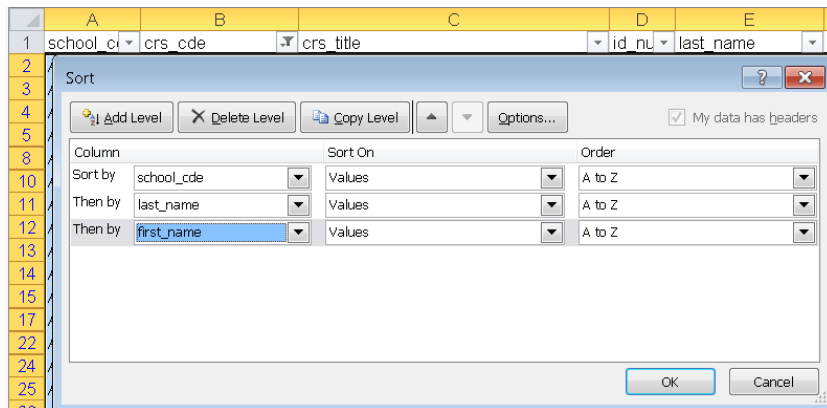 A B C D E
1 school_c crs_cde crs_title id_nu last_name
2
3 Sort
4 Add Level Delete Level Copy Level Options... My data has headers
5
8 Column Sort On Order
10 Sort by school_cde Values A to Z
11 Then by last_name Values A to Z
12 Then by first_name Values A to Z
13
14
15
17
22
24
25 OK Cancel